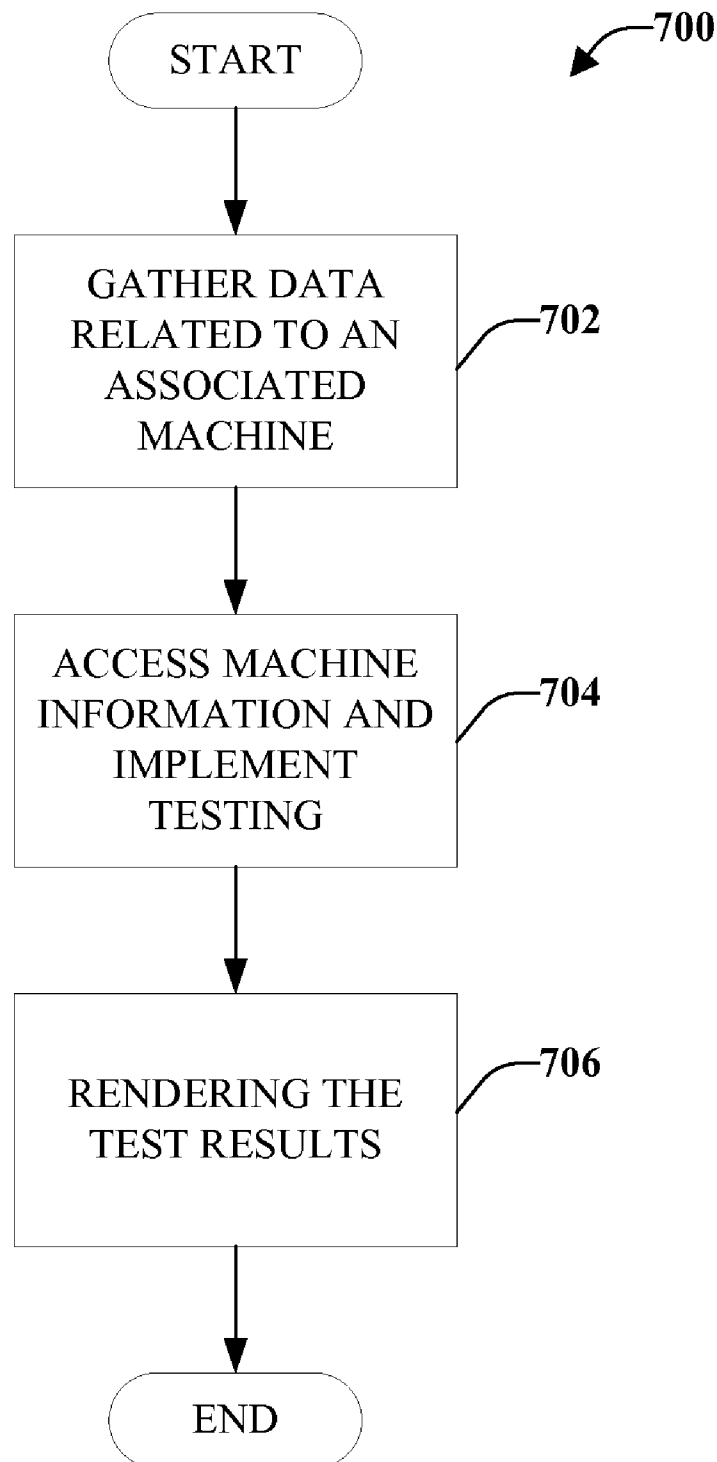 START
700
GATHER DATA
RELATED TO AN
ASSOCIATED
MACHINE
702
ACCESS MACHINE
INFORMATION AND
IMPLEMENT
TESTING
704
RENDERING THE
TEST RESULTS
706
END